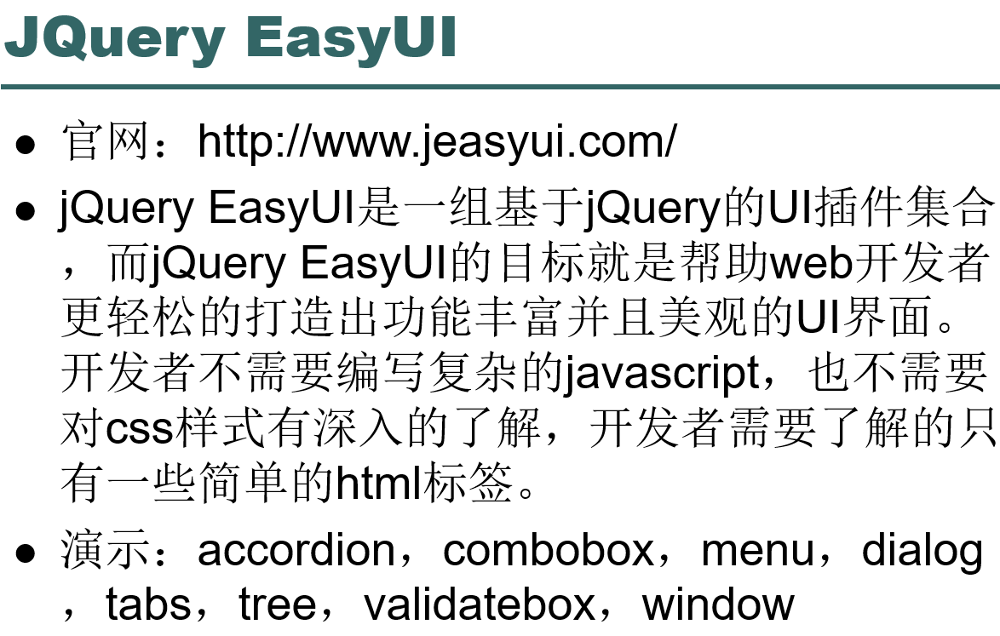 JQuery EasyUI
● 官网：http://www.jeasyui.com/
● jQuery EasyUI是一组基于jQuery的UI插件集合
，而jQuery EasyUI的目标就是帮助web开发者
更轻松的打造出功能丰富并且美观的UI界面。
开发者不需要编写复杂的javascript，也不需要
对css样式有深入的了解，开发者需要了解的只
有一些简单的html标签。
● 演示：accordion，combobox，menu，dialog
，tabs，tree，validatebox，window